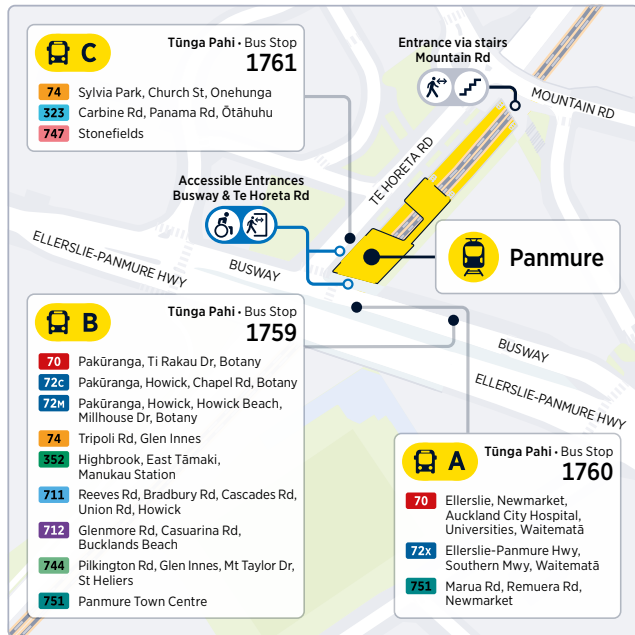 C
Tūnga Pahi • Bus Stop
1761
74 Sylvia Park, Church St, Onehunga
323 Carbine Rd, Panama Rd, Ōtāhuhu
747 Stonefields
Entrance via stairs
Mountain Rd
MOUNTAIN RD
TE HORETA RD
Accessible Entrances
Busway & Te Horeta Rd
ELLERSLIE-PANMURE HWY
BUSWAY
Panmure
B
Tūnga Pahi • Bus Stop
1759
70 Pakūranga, Ti Rakau Dr, Botany
72C Pakūranga, Howick, Chapel Rd, Botany
72M Pakūranga, Howick, Howick Beach,
Millhouse Dr, Botany
74 Tripoli Rd, Glen Innes
352 Highbrook, East Tāmaki,
Manukau Station
711 Reeves Rd, Bradbury Rd, Cascades Rd,
Union Rd, Howick
712 Glenmore Rd, Casuarina Rd,
Bucklands Beach
744 Pilkington Rd, Glen Innes, Mt Taylor Dr,
St Heliers
751 Panmure Town Centre
BUSWAY
ELLERSLIE-PANMURE HWY
A
Tūnga Pahi • Bus Stop
1760
70 Ellerslie, Newmarket,
Auckland City Hospital,
Universities, Waitematā
72X Ellerslie-Panmure Hwy,
Southern Mwy, Waitematā
751 Marua Rd, Remuera Rd,
Newmarket